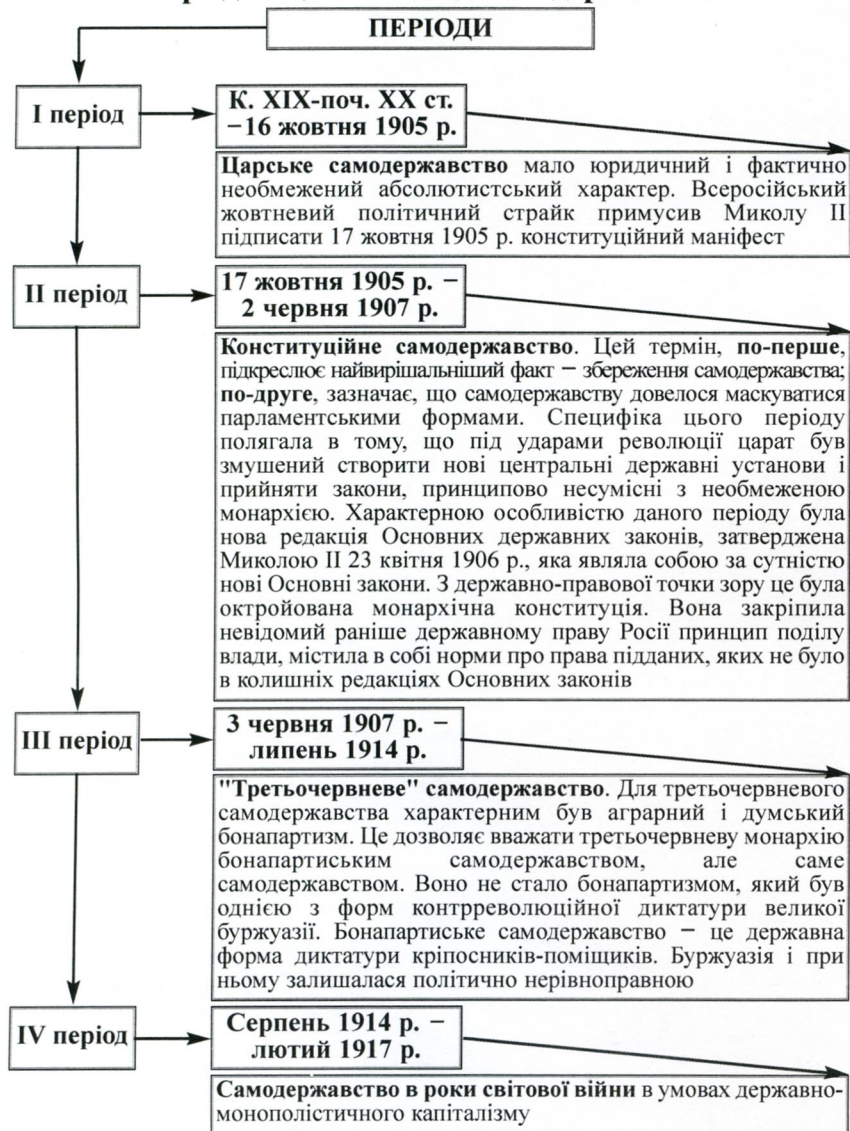 ПЕРІОДИ
І період
К. XIX-поч. XX ст.
–16 жовтня 1905 р.
Царське самодержавство мало юридичний і фактично
необмежений абсолютистський характер. Всеросійський
жовтневий політичний страйк примусив Миколу ІІ
підписати 17 жовтня 1905 р. конституційний маніфест
ІІ період
17 жовтня 1905 р. –
2 червня 1907 р.
Конституційне самодержавство. Цей термін, по-перше,
підкреслює найвирішальніший факт – збереження самодержавства;
по-друге, зазначає, що самодержавству довелося маскуватися
парламентськими формами. Специфіка цього періоду
полягала в тому, що під ударами революції царат був
змушений створити нові центральні державні установи і
прийняти закони, принципово несумісні з необмеженою
монархією. Характерною особливістю даного періоду була
нова редакція Основних державних законів, затверджена
Миколою ІІ 23 квітня 1906 р., яка являла собою за сутністю
нові Основні закони. З державно-правової точки зору це була
октройована монархічна конституція. Вона закріпила
невідомий раніше державному праву Росії принцип поділу
влади, містила в собі норми про права підданих, яких не було
в колишніх редакціях Основних законів
ІІІ період
3 червня 1907 р. –
липень 1914 р.
"Третьочервневе" самодержавство. Для третьочервневого
самодержавства характерним був аграрний і думський
бонапартизм. Це дозволяє вважати третьочервневу монархію
бонапартиським самодержавством, але саме
самодержавством. Воно не стало бонапартизмом, який був
однією з форм контрреволюційної диктатури великої
буржуазії. Бонапартиське самодержавство – це державна
форма диктатури кріпосників-поміщиків. Буржуазія і при
ньому залишалася політично нерівноправною
IV період
Серпень 1914 р. –
лютий 1917 р.
Самодержавство в роки світової війни в умовах державно-
монополістичного капіталізму